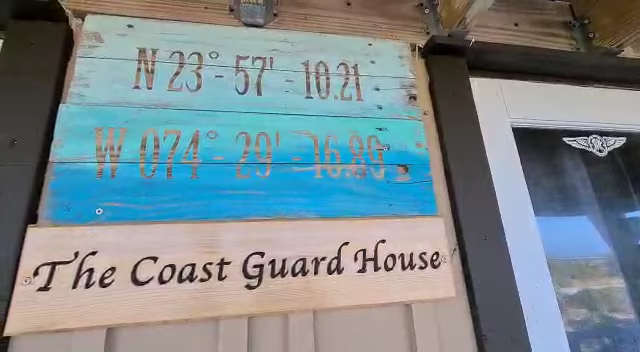 N 23° - 57' - 10.21
W 074° - 29' - 16.89
The Coast Guard House